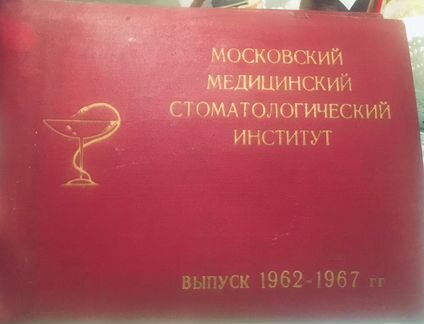 МОСКОВСКИЙ
МЕДИЦИНСКИЙ
СТОМАТОЛОГИЧЕСКИЙ
ИНСТИТУТ
ВЫПУСК 1962-1967 гг